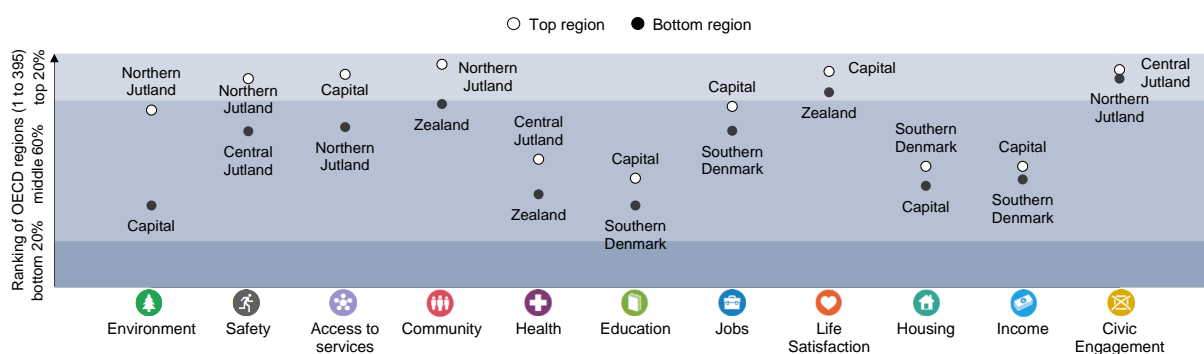 Top region
Bottom region
Ranking of OECD regions (1 to 395)
top 20%
middle 60%
bottom 20%
Northern
Jutland
Capital
Northern
Jutland
Central
Jutland
Capital
Northern
Jutland
Northern
Jutland
Zealand
Central
Jutland
Zealand
Capital
Southern
Denmark
Capital
Southern
Denmark
Capital
Zealand
Southern
Denmark
Capital
Capital
Southern
Denmark
Central
Jutland
Northern
Jutland
Environment
Safety
Access to
services
Community
Health
Education
Jobs
Life
Satisfaction
Housing
Income
Civic
Engagement